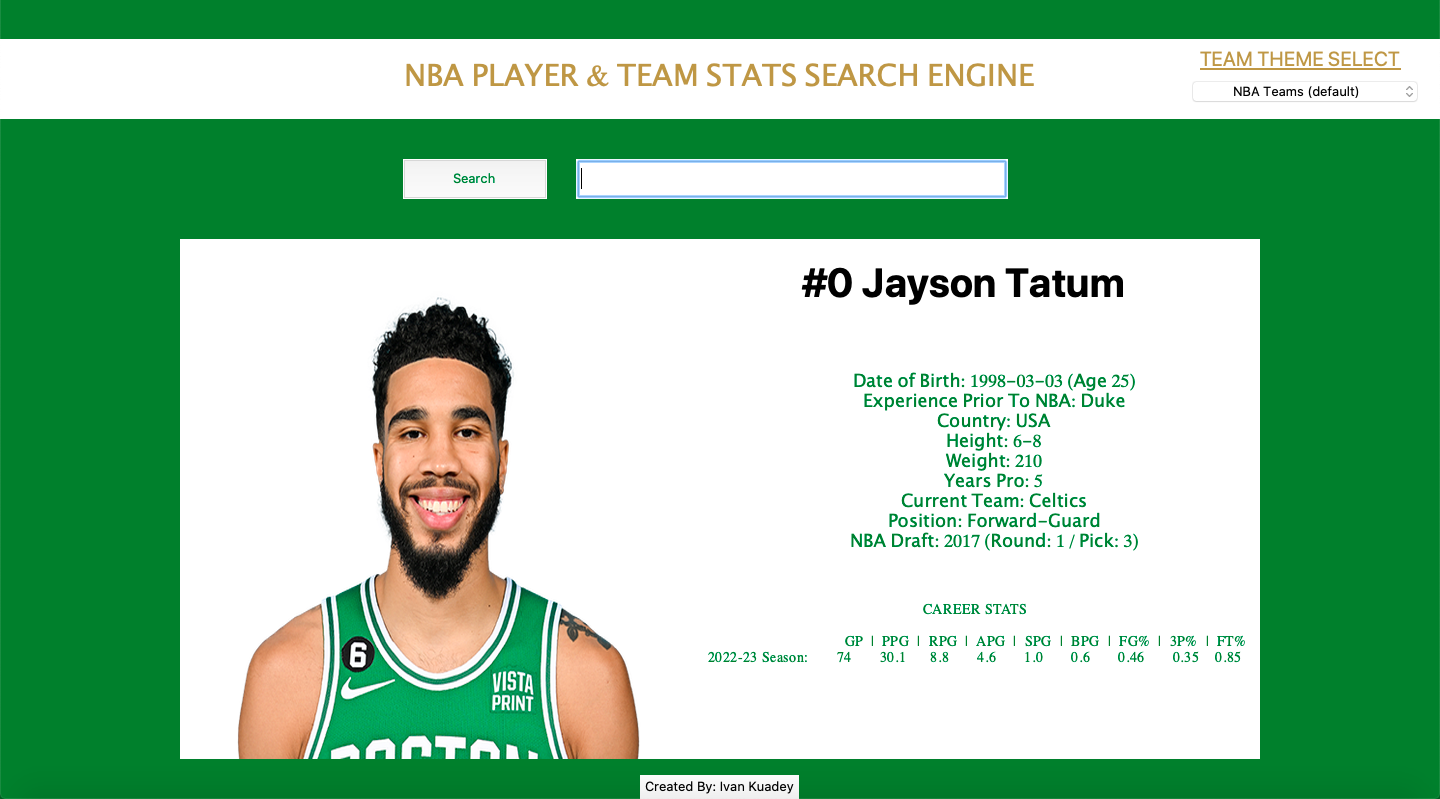 NBA PLAYER & TEAM STATS SEARCH ENGINE
TEAM THEME SELECT
NBA Teams (default)
Search
#0 Jayson Tatum
Date of Birth: 1998-03-03 (Age 25)
Experience Prior To NBA: Duke
Country: USA
Height: 6-8
Weight: 210
Years Pro: 5
Current Team: Celtics
Position: Forward-Guard
NBA Draft: 2017 (Round: 1 / Pick: 3)
CAREER STATS
GP | PPG | RPG | APG | SPG | BPG | FG% | 3P% | FT%
2022-23 Season: 74 30.1 8.8 4.6 1.0 0.6 0.46 0.35 0.85
6
VISTA
PRINT
BOSTON
Created By: Ivan Kuadey